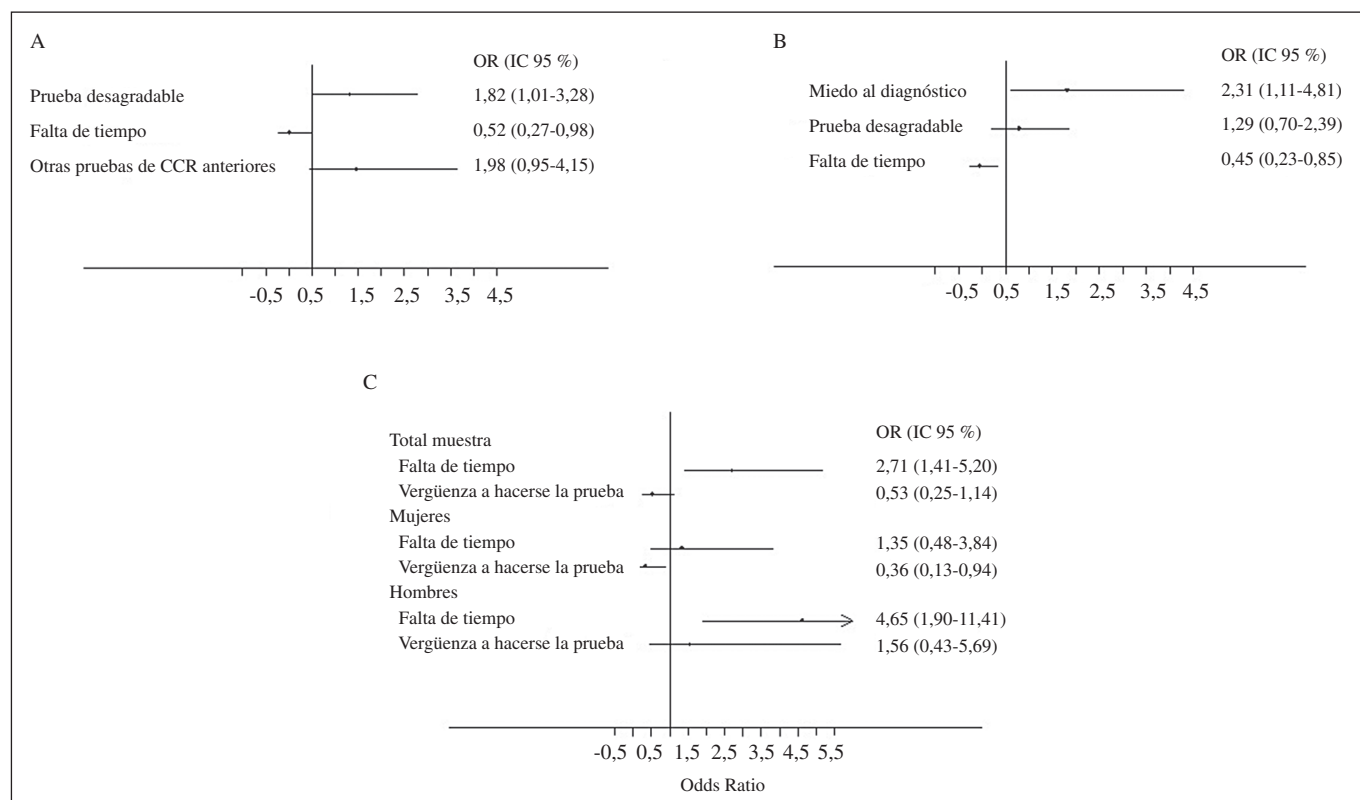 A
OR (IC 95 %)
Prueba desagradable 1,82 (1,01-3,28)
Falta de tiempo 0,52 (0,27-0,98)
Otras pruebas de CCR anteriores 1,98 (0,95-4,15)
-0,5 0,5 1,5 2,5 3,5 4,5
B
OR (IC 95 %)
Miedo al diagnóstico 2,31 (1,11-4,81)
Prueba desagradable 1,29 (0,70-2,39)
Falta de tiempo 0,45 (0,23-0,85)
-0,5 0,5 1,5 2,5 3,5 4,5
C
OR (IC 95 %)
Total muestra
Falta de tiempo 2,71 (1,41-5,20)
Vergüenza a hacerse la prueba 0,53 (0,25-1,14)
Mujeres
Falta de tiempo 1,35 (0,48-3,84)
Vergüenza a hacerse la prueba 0,36 (0,13-0,94)
Hombres
Falta de tiempo 4,65 (1,90-11,41)
Vergüenza a hacerse la prueba 1,56 (0,43-5,69)
-0,5 0,5 1,5 2,5 3,5 4,5 5,5
Odds Ratio